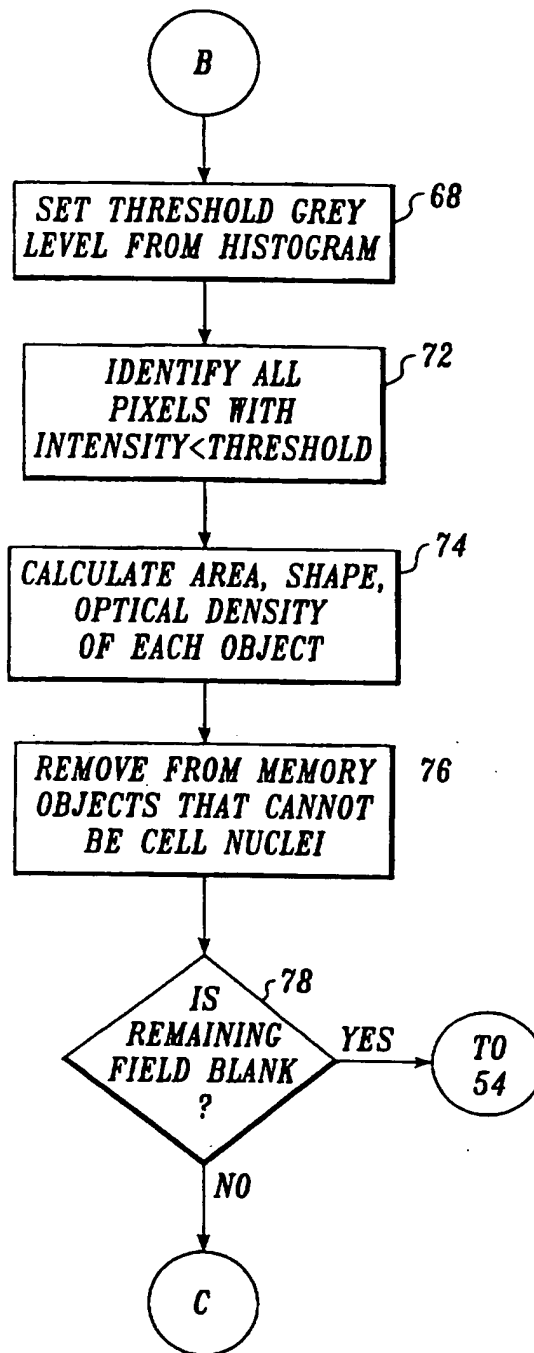 B
SET THRESHOLD GREY
LEVEL FROM HISTOGRAM
68
IDENTIFY ALL
PIXELS WITH
INTENSITY<THRESHOLD
72
CALCULATE AREA, SHAPE,
OPTICAL DENSITY
OF EACH OBJECT
74
REMOVE FROM MEMORY
OBJECTS THAT CANNOT
BE CELL NUCLEI
76
IS
REMAINING
FIELD BLANK
?
78
YES
TO
54
NO
C